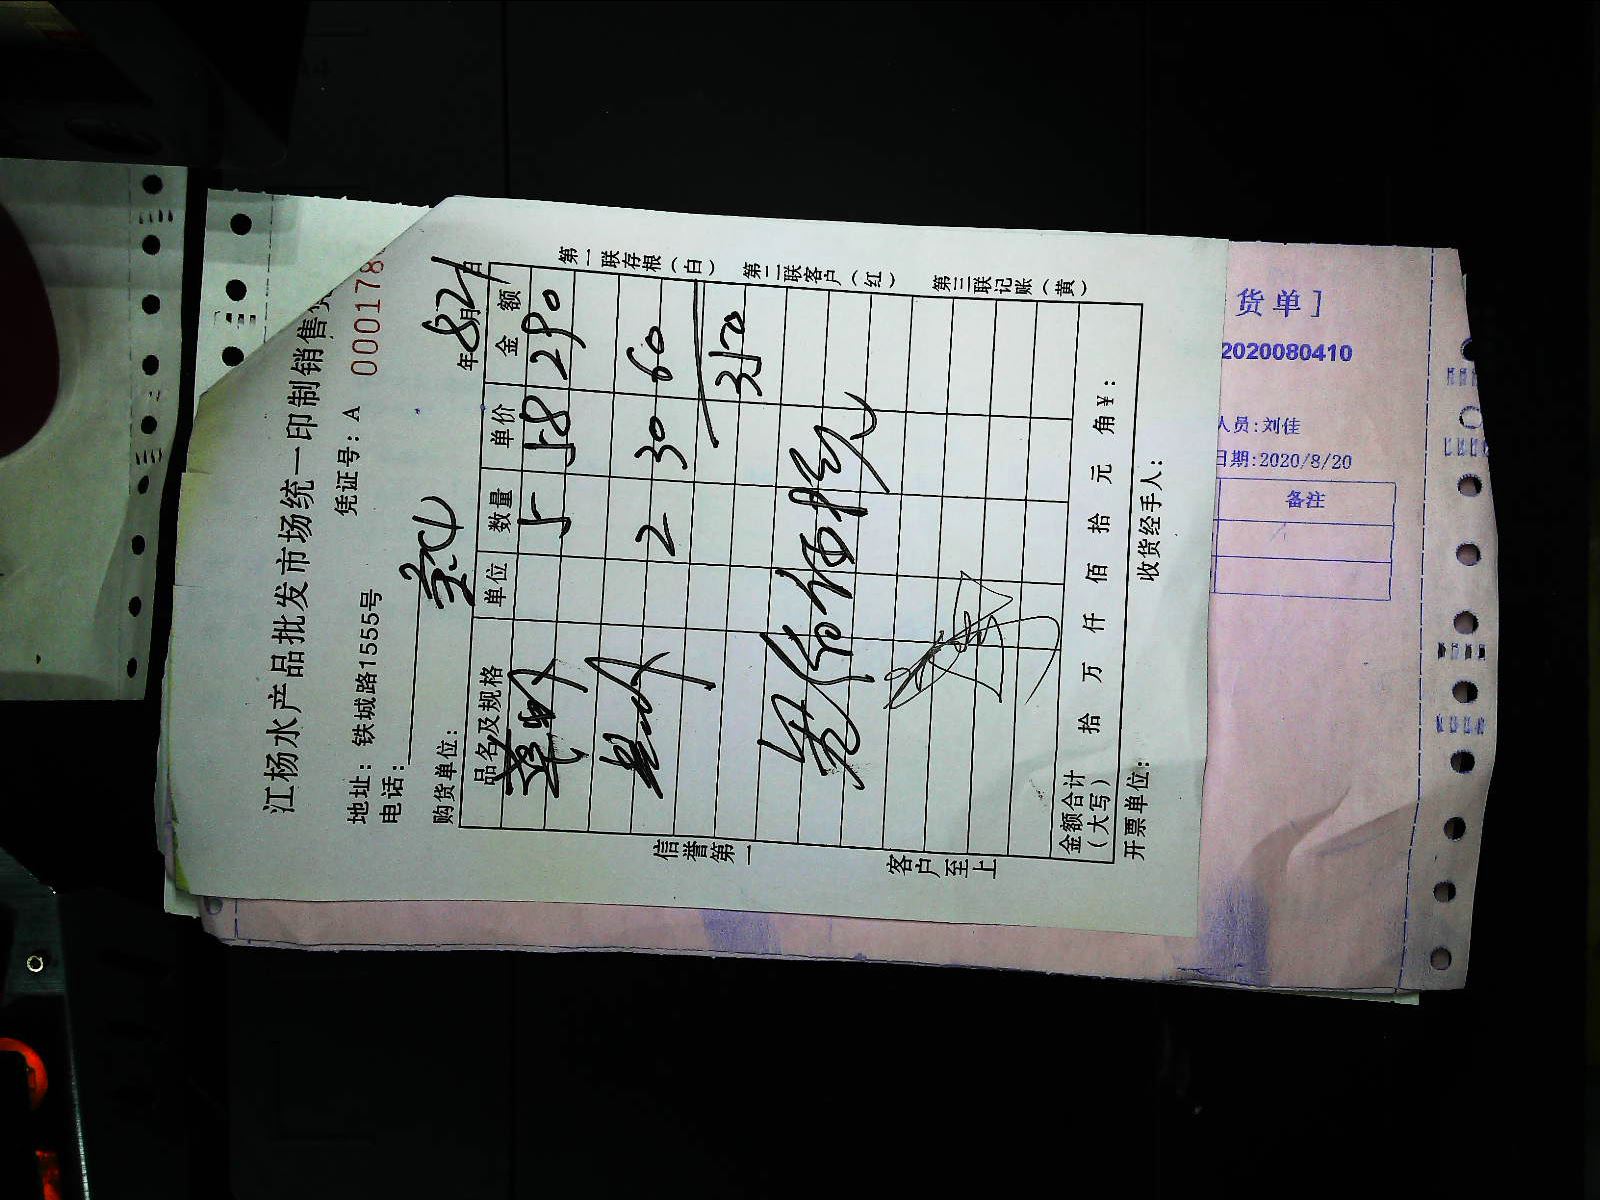 江杨水产品批发市场统一印制销售
地址：铁城路1555号 凭证号：A 000178
电话：
购货单位： 年8月21日
品名及规格 单位 数量 单价 金额
5 58 290
2 30 60
350
金额合计（大写） 拾 万 仟 佰 拾 元 角 ¥：
开票单位： 收货经手人：
信誉第一
客户至上
第一联存根（白）
第二联客户（红）
第三联记账（黄）
货单]
2020080410
人员:刘佳
日期:2020/8/20
备注